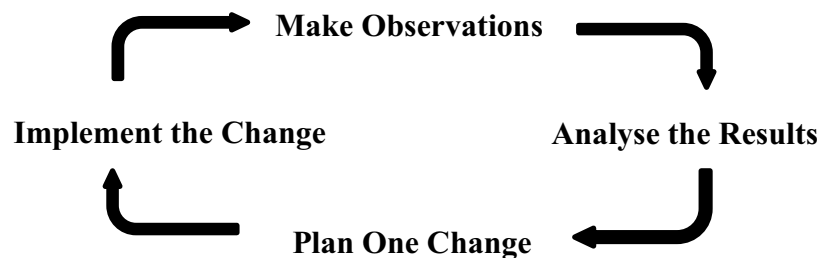 Make Observations
Implement the Change
Analyse the Results
Plan One Change